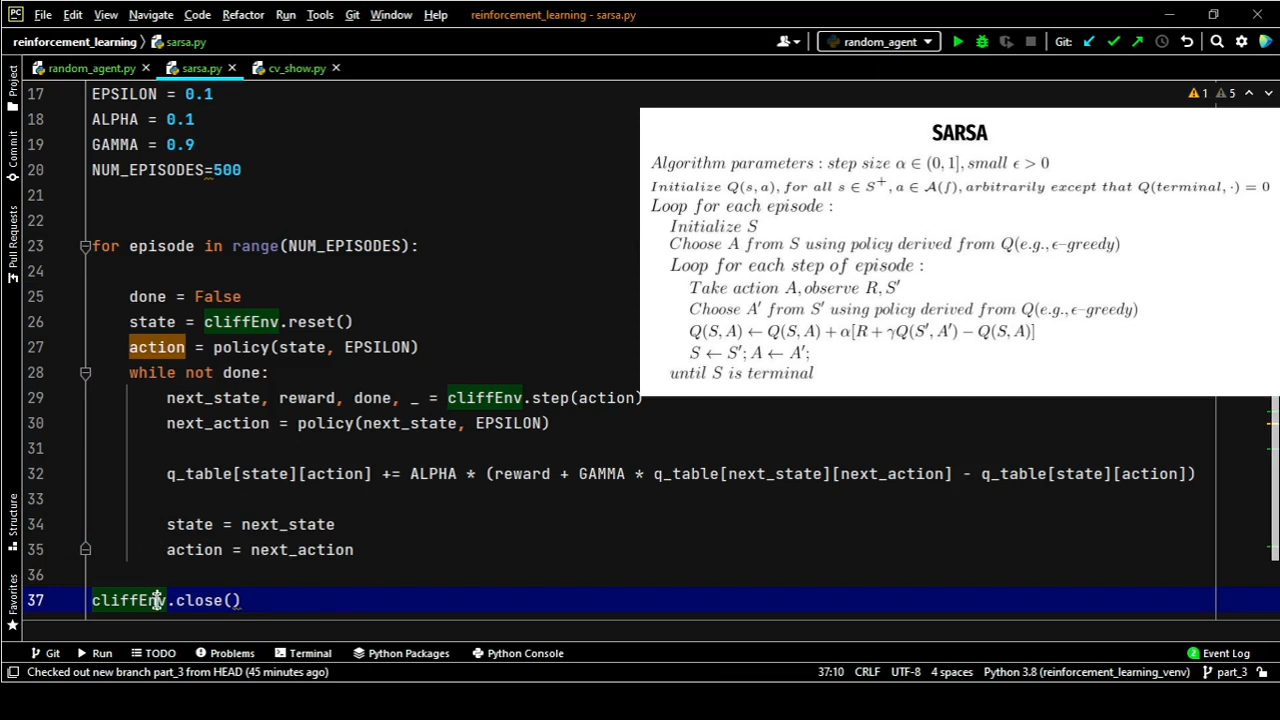 PC File Edit View Navigate Code Refactor Run Tools Git Window Help reinforcement_learning - sarsa.py
reinforcement_learning sarsa.py random_agent Git:
random_agent.py sarsa.py cv_show.py
1 5
Project
Commit
Pull Requests
Structure
Favorites
17 EPSILON = 0.1
18 ALPHA = 0.1
19 GAMMA = 0.9
20 NUM_EPISODES=500
21
22
23 for episode in range(NUM_EPISODES):
24
25 done = False
26 state = cliffEnv.reset()
27 action = policy(state, EPSILON)
28 while not done:
29 next_state, reward, done, _ = cliffEnv.step(action)
30 next_action = policy(next_state, EPSILON)
31
32 q_table[state][action] += ALPHA * (reward + GAMMA * q_table[next_state][next_action] - q_table[state][action])
33
34 state = next_state
35 action = next_action
36
37 cliffEnv.close()
SARSA
Algorithm parameters : step size α ∈ (0, 1], small ϵ > 0
Initialize Q(s, a), for all s ∈ S⁺, a ∈ A(ʃ), arbitrarily except that Q(terminal, ·) = 0
Loop for each episode :
Initialize S
Choose A from S using policy derived from Q(e.g., ϵ–greedy)
Loop for each step of episode :
Take action A, observe R, S′
Choose A′ from S′ using policy derived from Q(e.g., ϵ–greedy)
Q(S, A) ← Q(S, A) + α[R + γQ(S′, A′) − Q(S, A)]
S ← S′; A ← A′;
until S is terminal
Git Run TODO Problems Terminal Python Packages Python Console 2 Event Log
Checked out new branch part_3 from HEAD (45 minutes ago) 37:10 CRLF UTF-8 4 spaces Python 3.8 (reinforcement_learning_venv) part_3